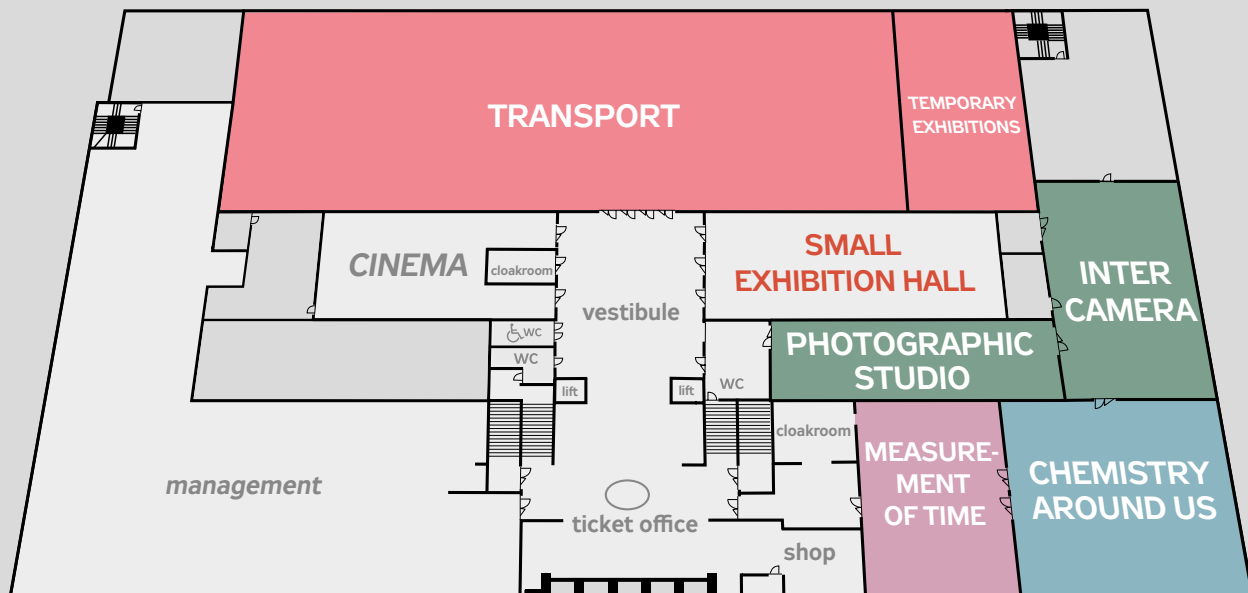 TRANSPORT
TEMPORARY
EXHIBITIONS
CINEMA
cloakroom
SMALL
EXHIBITION HALL
INTER
CAMERA
vestibule
WC
WC
PHOTOGRAPHIC
STUDIO
lift
lift
WC
cloakroom
MEASURE-
MENT
OF TIME
CHEMISTRY
AROUND US
management
ticket office
shop